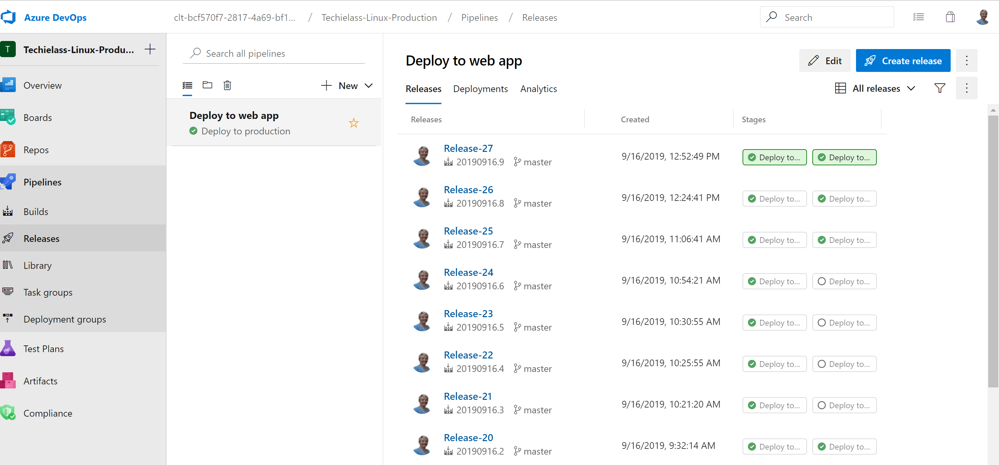 Azure DevOps
clt-bcf570f7-2817-4a69-bf1... / Techielass-Linux-Production / Pipelines / Releases
Search
T
Techielass-Linux-Produ...
Overview
Boards
Repos
Pipelines
Builds
Releases
Library
Task groups
Deployment groups
Test Plans
Artifacts
Compliance
Search all pipelines
New
Deploy to web app
Deploy to production
Deploy to web app
Edit
Create release
Releases Deployments Analytics
All releases
Releases Created Stages
Release-27
20190916.9 master
9/16/2019, 12:52:49 PM
Deploy to... Deploy to...
Release-26
20190916.8 master
9/16/2019, 12:24:41 PM
Deploy to... Deploy to...
Release-25
20190916.7 master
9/16/2019, 11:06:41 AM
Deploy to... Deploy to...
Release-24
20190916.6 master
9/16/2019, 10:54:21 AM
Deploy to... Deploy to...
Release-23
20190916.5 master
9/16/2019, 10:30:55 AM
Deploy to... Deploy to...
Release-22
20190916.4 master
9/16/2019, 10:25:55 AM
Deploy to... Deploy to...
Release-21
20190916.3 master
9/16/2019, 10:21:20 AM
Deploy to... Deploy to...
Release-20
20190916.2 master
9/16/2019, 9:32:14 AM
Deploy to... Deploy to...